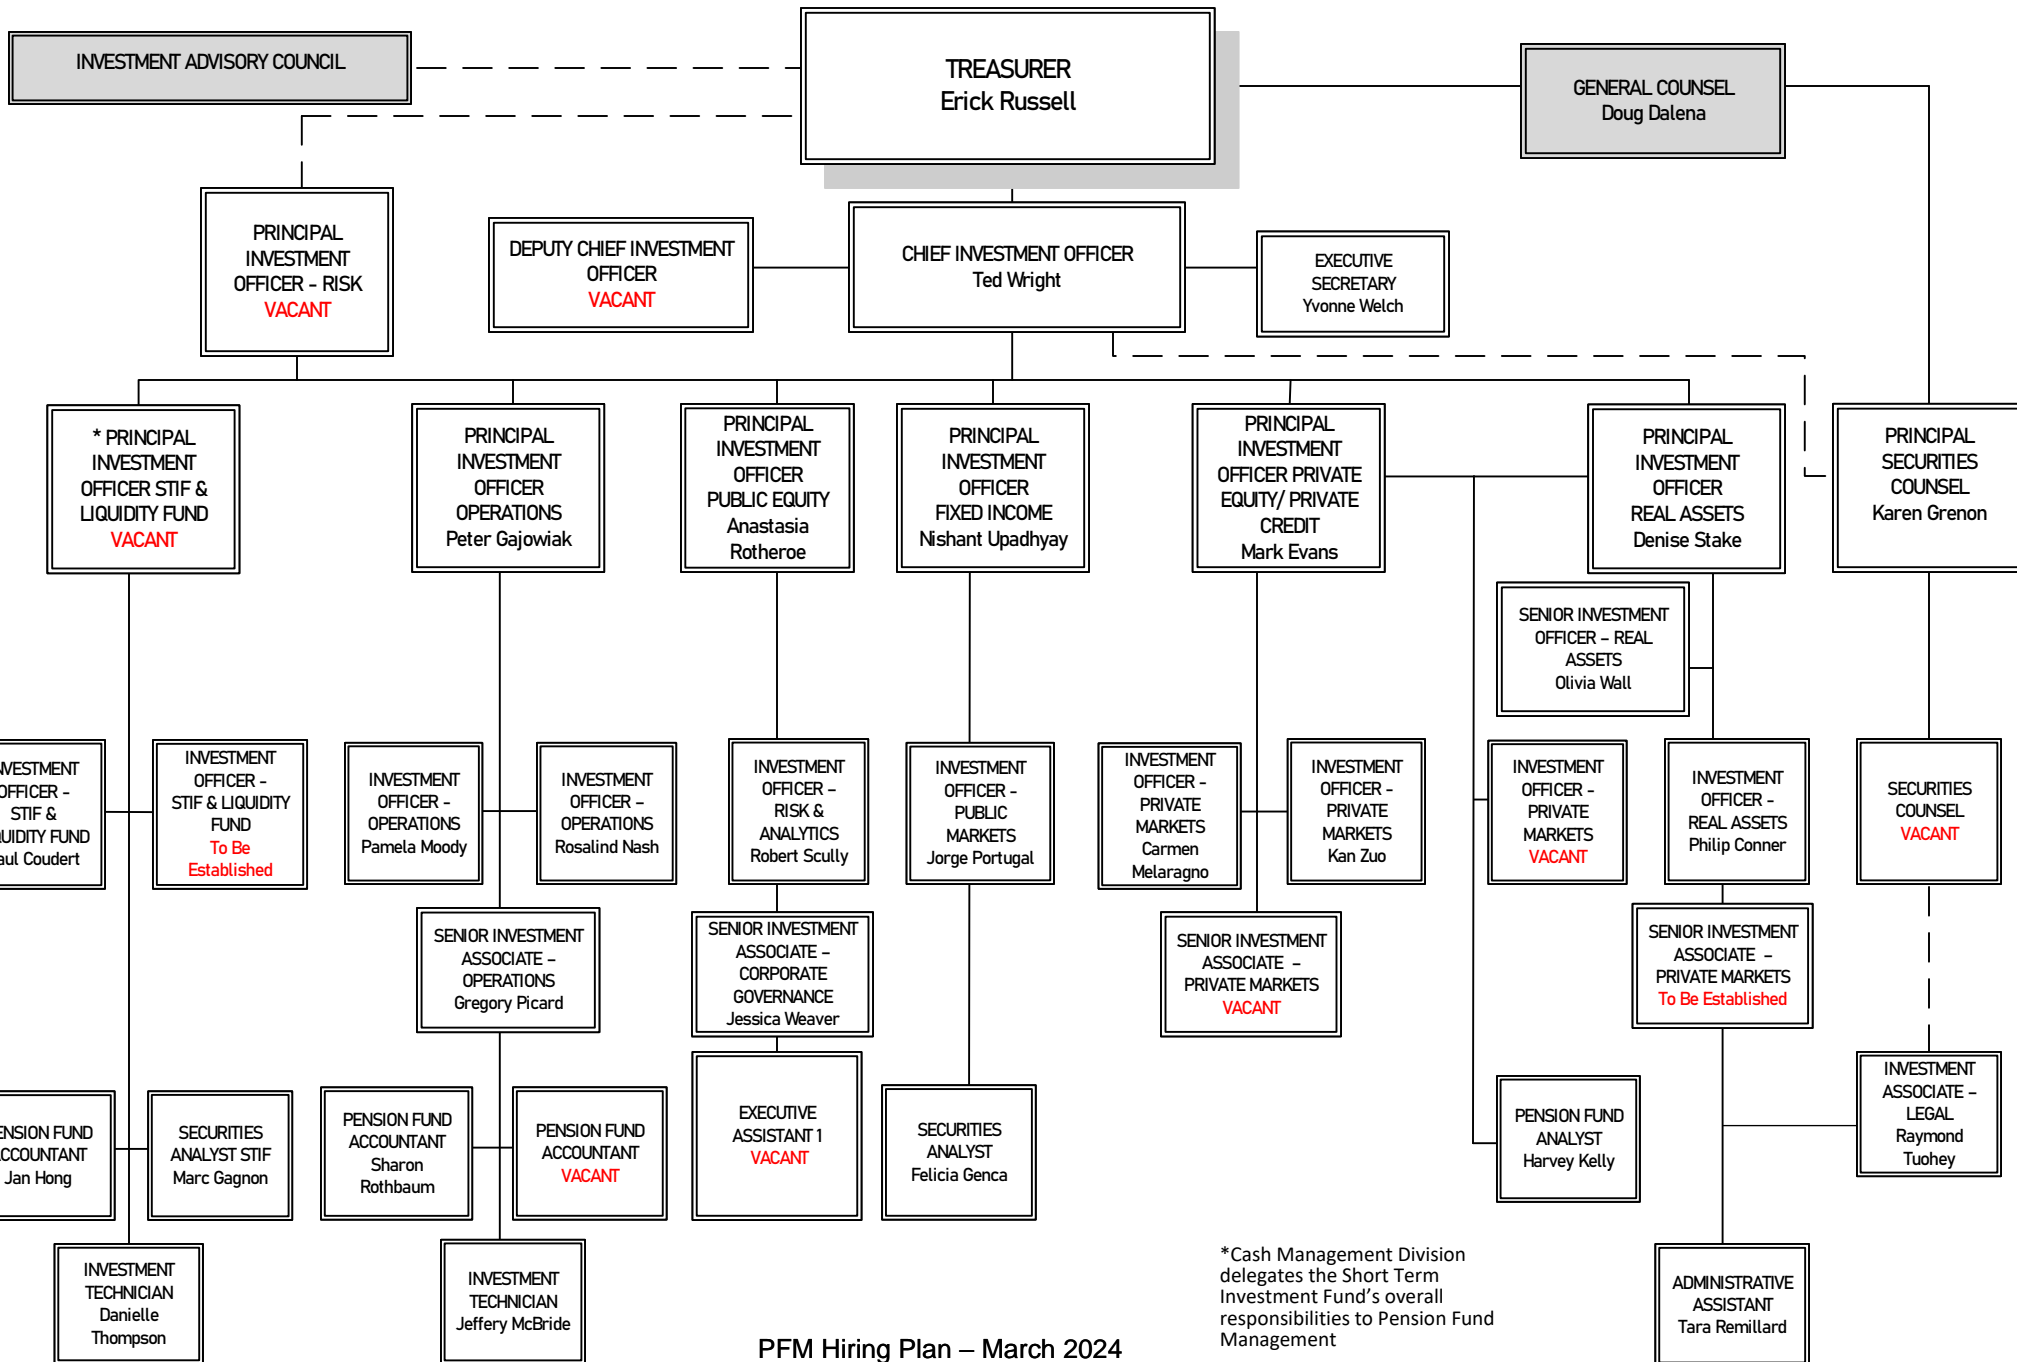 INVESTMENT ADVISORY COUNCIL
TREASURER
Erick Russell
GENERAL COUNSEL
Doug Dalena
PRINCIPAL
INVESTMENT
OFFICER – RISK
VACANT
DEPUTY CHIEF INVESTMENT
OFFICER
VACANT
CHIEF INVESTMENT OFFICER
Ted Wright
EXECUTIVE
SECRETARY
Yvonne Welch
* PRINCIPAL
INVESTMENT
OFFICER STIF &
LIQUIDITY FUND
VACANT
PRINCIPAL
INVESTMENT
OFFICER
OPERATIONS
Peter Gajowiak
PRINCIPAL
INVESTMENT
OFFICER
PUBLIC EQUITY
Anastasia
Rotheroe
PRINCIPAL
INVESTMENT
OFFICER
FIXED INCOME
Nishant Upadhyay
PRINCIPAL
INVESTMENT
OFFICER PRIVATE
EQUITY/ PRIVATE
CREDIT
Mark Evans
PRINCIPAL
INVESTMENT
OFFICER
REAL ASSETS
Denise Stake
PRINCIPAL
SECURITIES
COUNSEL
Karen Grenon
SENIOR INVESTMENT
OFFICER – REAL
ASSETS
Olivia Wall
OFFICER –
STIF &
FUND
Coudert
INVESTMENT
OFFICER –
STIF & LIQUIDITY
FUND
To Be
Established
INVESTMENT
OFFICER –
OPERATIONS
Pamela Moody
INVESTMENT
OFFICER –
OPERATIONS
Rosalind Nash
INVESTMENT
OFFICER –
RISK &
ANALYTICS
Robert Scully
INVESTMENT
OFFICER –
PUBLIC
MARKETS
Jorge Portugal
INVESTMENT
OFFICER –
PRIVATE
MARKETS
Carmen
Melaragno
INVESTMENT
OFFICER –
PRIVATE
MARKETS
Kan Zuo
INVESTMENT
OFFICER –
PRIVATE
MARKETS
VACANT
INVESTMENT
OFFICER –
REAL ASSETS
Philip Conner
SECURITIES
COUNSEL
VACANT
SENIOR INVESTMENT
ASSOCIATE –
OPERATIONS
Gregory Picard
SENIOR INVESTMENT
ASSOCIATE –
CORPORATE
GOVERNANCE
Jessica Weaver
SENIOR INVESTMENT
ASSOCIATE –
PRIVATE MARKETS
VACANT
SENIOR INVESTMENT
ASSOCIATE –
PRIVATE MARKETS
To Be Established
INVESTMENT
ASSOCIATE –
LEGAL
Raymond
Tuohey
FUND
Jan Hong
SECURITIES
ANALYST STIF
Marc Gagnon
PENSION FUND
ACCOUNTANT
Sharon
Rothbaum
PENSION FUND
ACCOUNTANT
VACANT
EXECUTIVE
ASSISTANT 1
VACANT
SECURITIES
ANALYST
Felicia Genca
PENSION FUND
ANALYST
Harvey Kelly
INVESTMENT
TECHNICIAN
Danielle
Thompson
INVESTMENT
TECHNICIAN
Jeffery McBride
ADMINISTRATIVE
ASSISTANT
Tara Remillard
*Cash Management Division
delegates the Short Term
Investment Fund’s overall
responsibilities to Pension Fund
Management
PFM Hiring Plan – March 2024